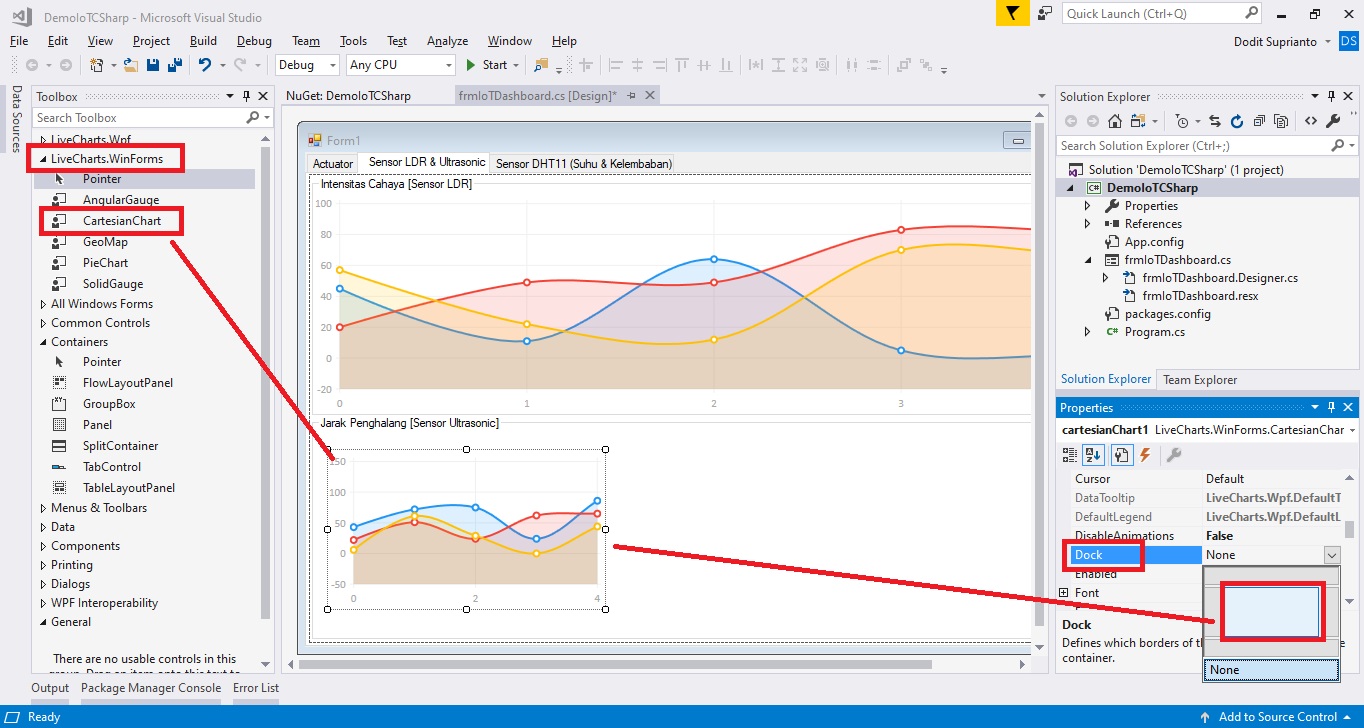 DemoIoTCSharp - Microsoft Visual Studio
Quick Launch (Ctrl+Q)
File Edit View Project Build Debug Team Tools Test Analyze Window Help
Dodit Suprianto
DS
Debug
Any CPU
Start
Data Sources
Toolbox
Search Toolbox
LiveCharts.Wpf
LiveCharts.WinForms
Pointer
AngularGauge
CartesianChart
GeoMap
PieChart
SolidGauge
All Windows Forms
Common Controls
Containers
Pointer
FlowLayoutPanel
GroupBox
Panel
SplitContainer
TabControl
TableLayoutPanel
Menus & Toolbars
Data
Components
Printing
Dialogs
WPF Interoperability
General
There are no usable controls in this
NuGet: DemoIoTCSharp
frmIoTDashboard.cs [Design]*
Form1
Actuator
Sensor LDR & Ultrasonic
Sensor DHT11 (Suhu & Kelembaban)
Intensitas Cahaya [Sensor LDR]
100
80
60
40
20
0
-20
0 1 2 3
Jarak Penghalang [Sensor Ultrasonic]
150
100
50
0
-50
0 2 4
Solution Explorer
Search Solution Explorer (Ctrl+;)
Solution 'DemoIoTCSharp' (1 project)
DemoIoTCSharp
Properties
References
App.config
frmIoTDashboard.cs
frmIoTDashboard.Designer.cs
frmIoTDashboard.resx
packages.config
Program.cs
Solution Explorer
Team Explorer
Properties
cartesianChart1 LiveCharts.WinForms.CartesianChar
Cursor Default
DataTooltip LiveCharts.Wpf.DefaultT
DefaultLegend LiveCharts.Wpf.DefaultL
DisableAnimations False
Dock None
Enabled
Font
None
Dock
Defines which borders of
container.
Output
Package Manager Console
Error List
Ready
Add to Source Control